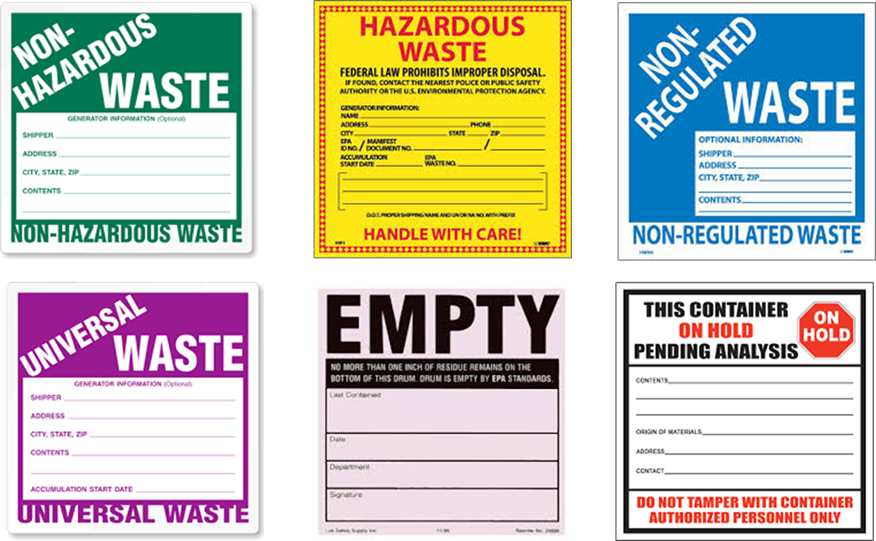 NON-
HAZARDOUS
WASTE
GENERATOR INFORMATION (Optional)
SHIPPER
ADDRESS
CITY, STATE, ZIP
CONTENTS
NON-HAZARDOUS WASTE
HAZARDOUS
WASTE
FEDERAL LAW PROHIBITS IMPROPER DISPOSAL.
IF FOUND, CONTACT THE NEAREST POLICE OR PUBLIC SAFETY
AUTHORITY OR THE U.S. ENVIRONMENTAL PROTECTION AGENCY.
GENERATOR INFORMATION:
NAME
ADDRESS PHONE
CITY STATE ZIP
EPA / MANIFEST
ID NO. / DOCUMENT NO. /
ACCUMULATION EPA
START DATE WASTE NO.
D.O.T. PROPER SHIPPING NAME AND UN OR NA NO. WITH PREFIX
HANDLE WITH CARE!
NON-
REGULATED
WASTE
OPTIONAL INFORMATION:
SHIPPER
ADDRESS
CITY, STATE, ZIP
CONTENTS
NON-REGULATED WASTE
UNIVERSAL
WASTE
GENERATOR INFORMATION (Optional)
SHIPPER
ADDRESS
CITY, STATE, ZIP
CONTENTS
ACCUMULATION START DATE
UNIVERSAL WASTE
EMPTY
NO MORE THAN ONE INCH OF RESIDUE REMAINS ON THE
BOTTOM OF THIS DRUM. DRUM IS EMPTY BY EPA STANDARDS.
Last Contained
Date
Department
Signature
Lab Safety Supply Inc. Reorder No.
THIS CONTAINER
ON HOLD
PENDING ANALYSIS
ON
HOLD
CONTENTS
ORIGIN OF MATERIALS
ADDRESS
CONTACT
DO NOT TAMPER WITH CONTAINER
AUTHORIZED PERSONNEL ONLY